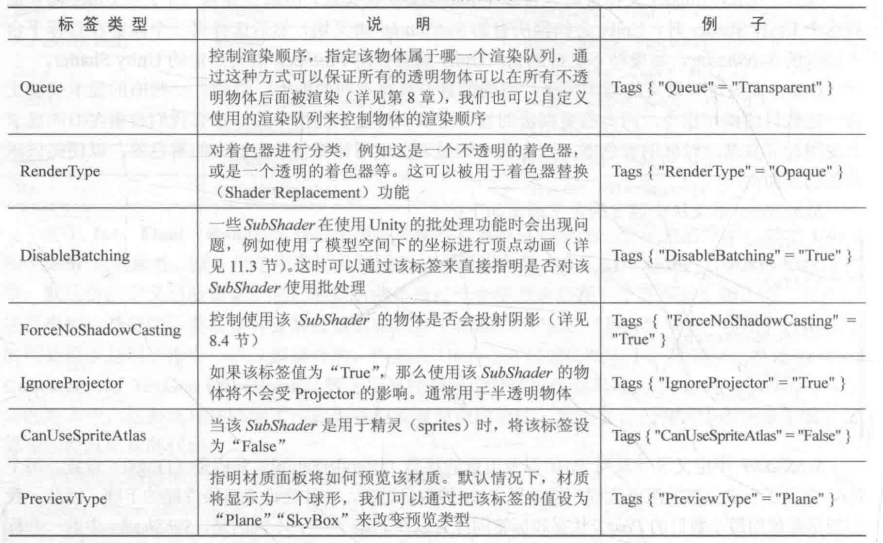 标签类型 说明 例子
控制渲染顺序，指定该物体属于哪一个渲染队列，通
过这种方式可以保证所有的透明物体可以在所有不透
Queue 明物体后面被渲染（详见第 8 章），我们也可以自定义 Tags { "Queue" = "Transparent" }
使用的渲染队列来控制物体的渲染顺序
对着色器进行分类，例如这是一个不透明的着色器，
RenderType 或是一个透明的着色器等。这可以被用于着色器替换 Tags { "RenderType" = "Opaque" }
（Shader Replacement）功能
一些 SubShader 在使用 Unity 的批处理功能时会出现问
题，例如使用了模型空间下的坐标进行顶点动画（详
DisableBatching 见 11.3 节）。这时可以通过该标签来直接指明是否对该 Tags { "DisableBatching" = "True" }
SubShader 使用批处理
ForceNoShadowCasting 控制使用该 SubShader 的物体是否会投射阴影（详见 Tags { "ForceNoShadowCasting" =
8.4 节） "True" }
如果该标签值为“True”，那么使用该 SubShader 的物
IgnoreProjector 体将不会受 Projector 的影响。通常用于半透明物体 Tags { "IgnoreProjector" = "True" }
当该 SubShader 是用于精灵（sprites）时，将该标签设
CanUseSpriteAtlas 为“False” Tags { "CanUseSpriteAtlas" = "False" }
指明材质面板将如何预览该材质。默认情况下，材质
PreviewType 将显示为一个球形，我们可以通过把该标签的值设为 Tags { "PreviewType" = "Plane" }
“Plane”“SkyBox”来改变预览类型